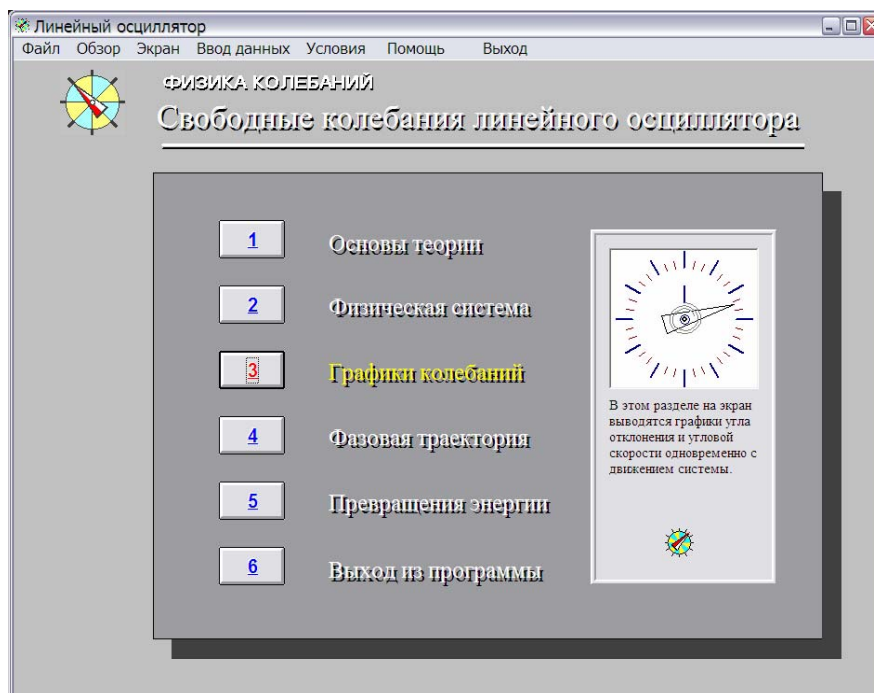 Линейный осциллятор
Файл Обзор Экран Ввод данных Условия Помощь Выход
ФИЗИКА КОЛЕБАНИЙ
Свободные колебания линейного осциллятора
1 Основы теории
2 Физическая система
3 Графики колебаний
4 Фазовая траектория
5 Превращения энергии
6 Выход из программы
В этом разделе на экран
выводятся графики угла
отклонения и угловой
скорости одновременно с
движением системы.